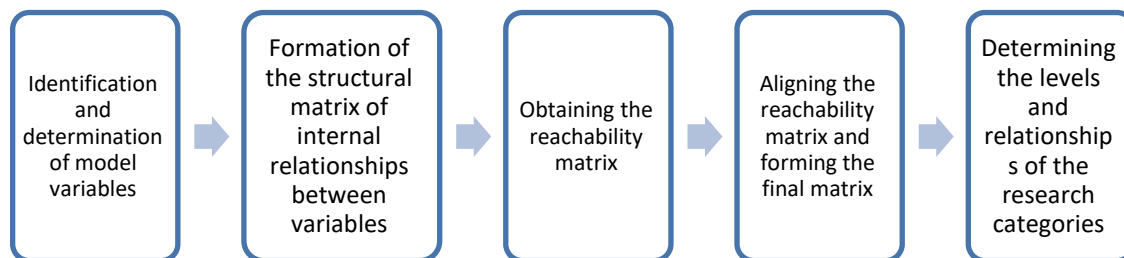 Identification
and
determination
of model
variables
Formation of
the structural
matrix of
internal
relationships
between
variables
Obtaining the
reachability
matrix
Aligning the
reachability
matrix and
forming the
final matrix
Determining
the levels
and
relationship
s of the
research
categories